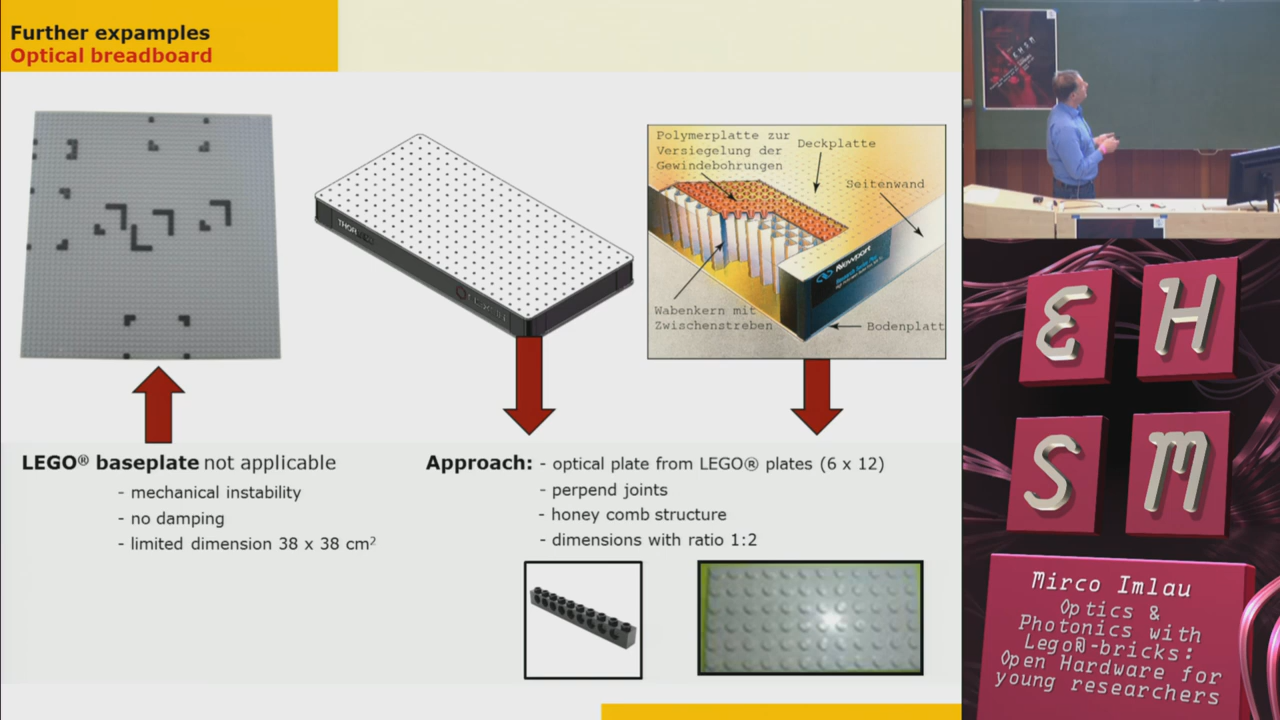 Further expamples
Optical breadboard
Polymerplatte zur
Versiegelung der
Gewindebohrungen
Deckplatte
Seitenwand
Newport
Wabenkern mit
Zwischenstreben
Bodenplatt
LEGO® baseplate not applicable
- mechanical instability
- no damping
- limited dimension 38 x 38 cm²
Approach: - optical plate from LEGO® plates (6 x 12)
- perpend joints
- honey comb structure
- dimensions with ratio 1:2
EHSM
E H
S M
Mirco Imlau
Optics &
Photonics with
Lego®-bricks:
Open Hardware for
young researchers